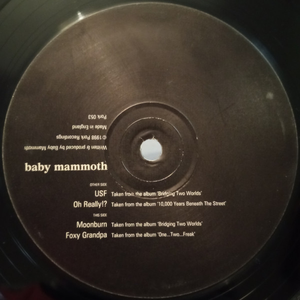 baby mammoth
OTHER SIDE
USF Taken from the album 'Bridging Two Worlds'
Oh Really!? Taken from the album '10,000 Years Beneath The Street'
THIS SIDE
Moonburn Taken from the album 'Bridging Two Worlds'
Foxy Grandpa Taken from the album 'One...Two...Freak'
Written & produced by Baby Mammoth
© 1998 Pork Recordings
Made in England
Pork 053